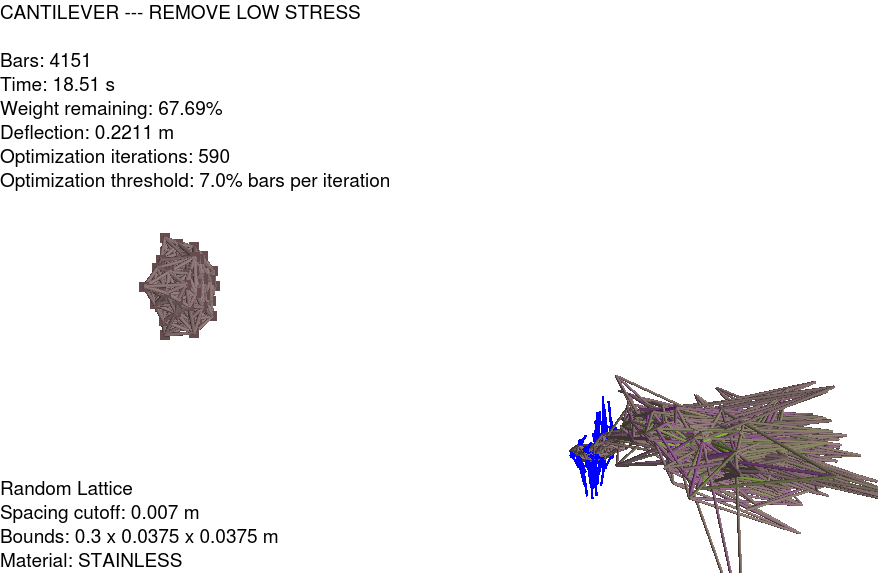 CANTILEVER --- REMOVE LOW STRESS
Bars: 4151
Time: 18.51 s
Weight remaining: 67.69%
Deflection: 0.2211 m
Optimization iterations: 590
Optimization threshold: 7.0% bars per iteration
Random Lattice
Spacing cutoff: 0.007 m
Bounds: 0.3 x 0.0375 x 0.0375 m
Material: STAINLESS